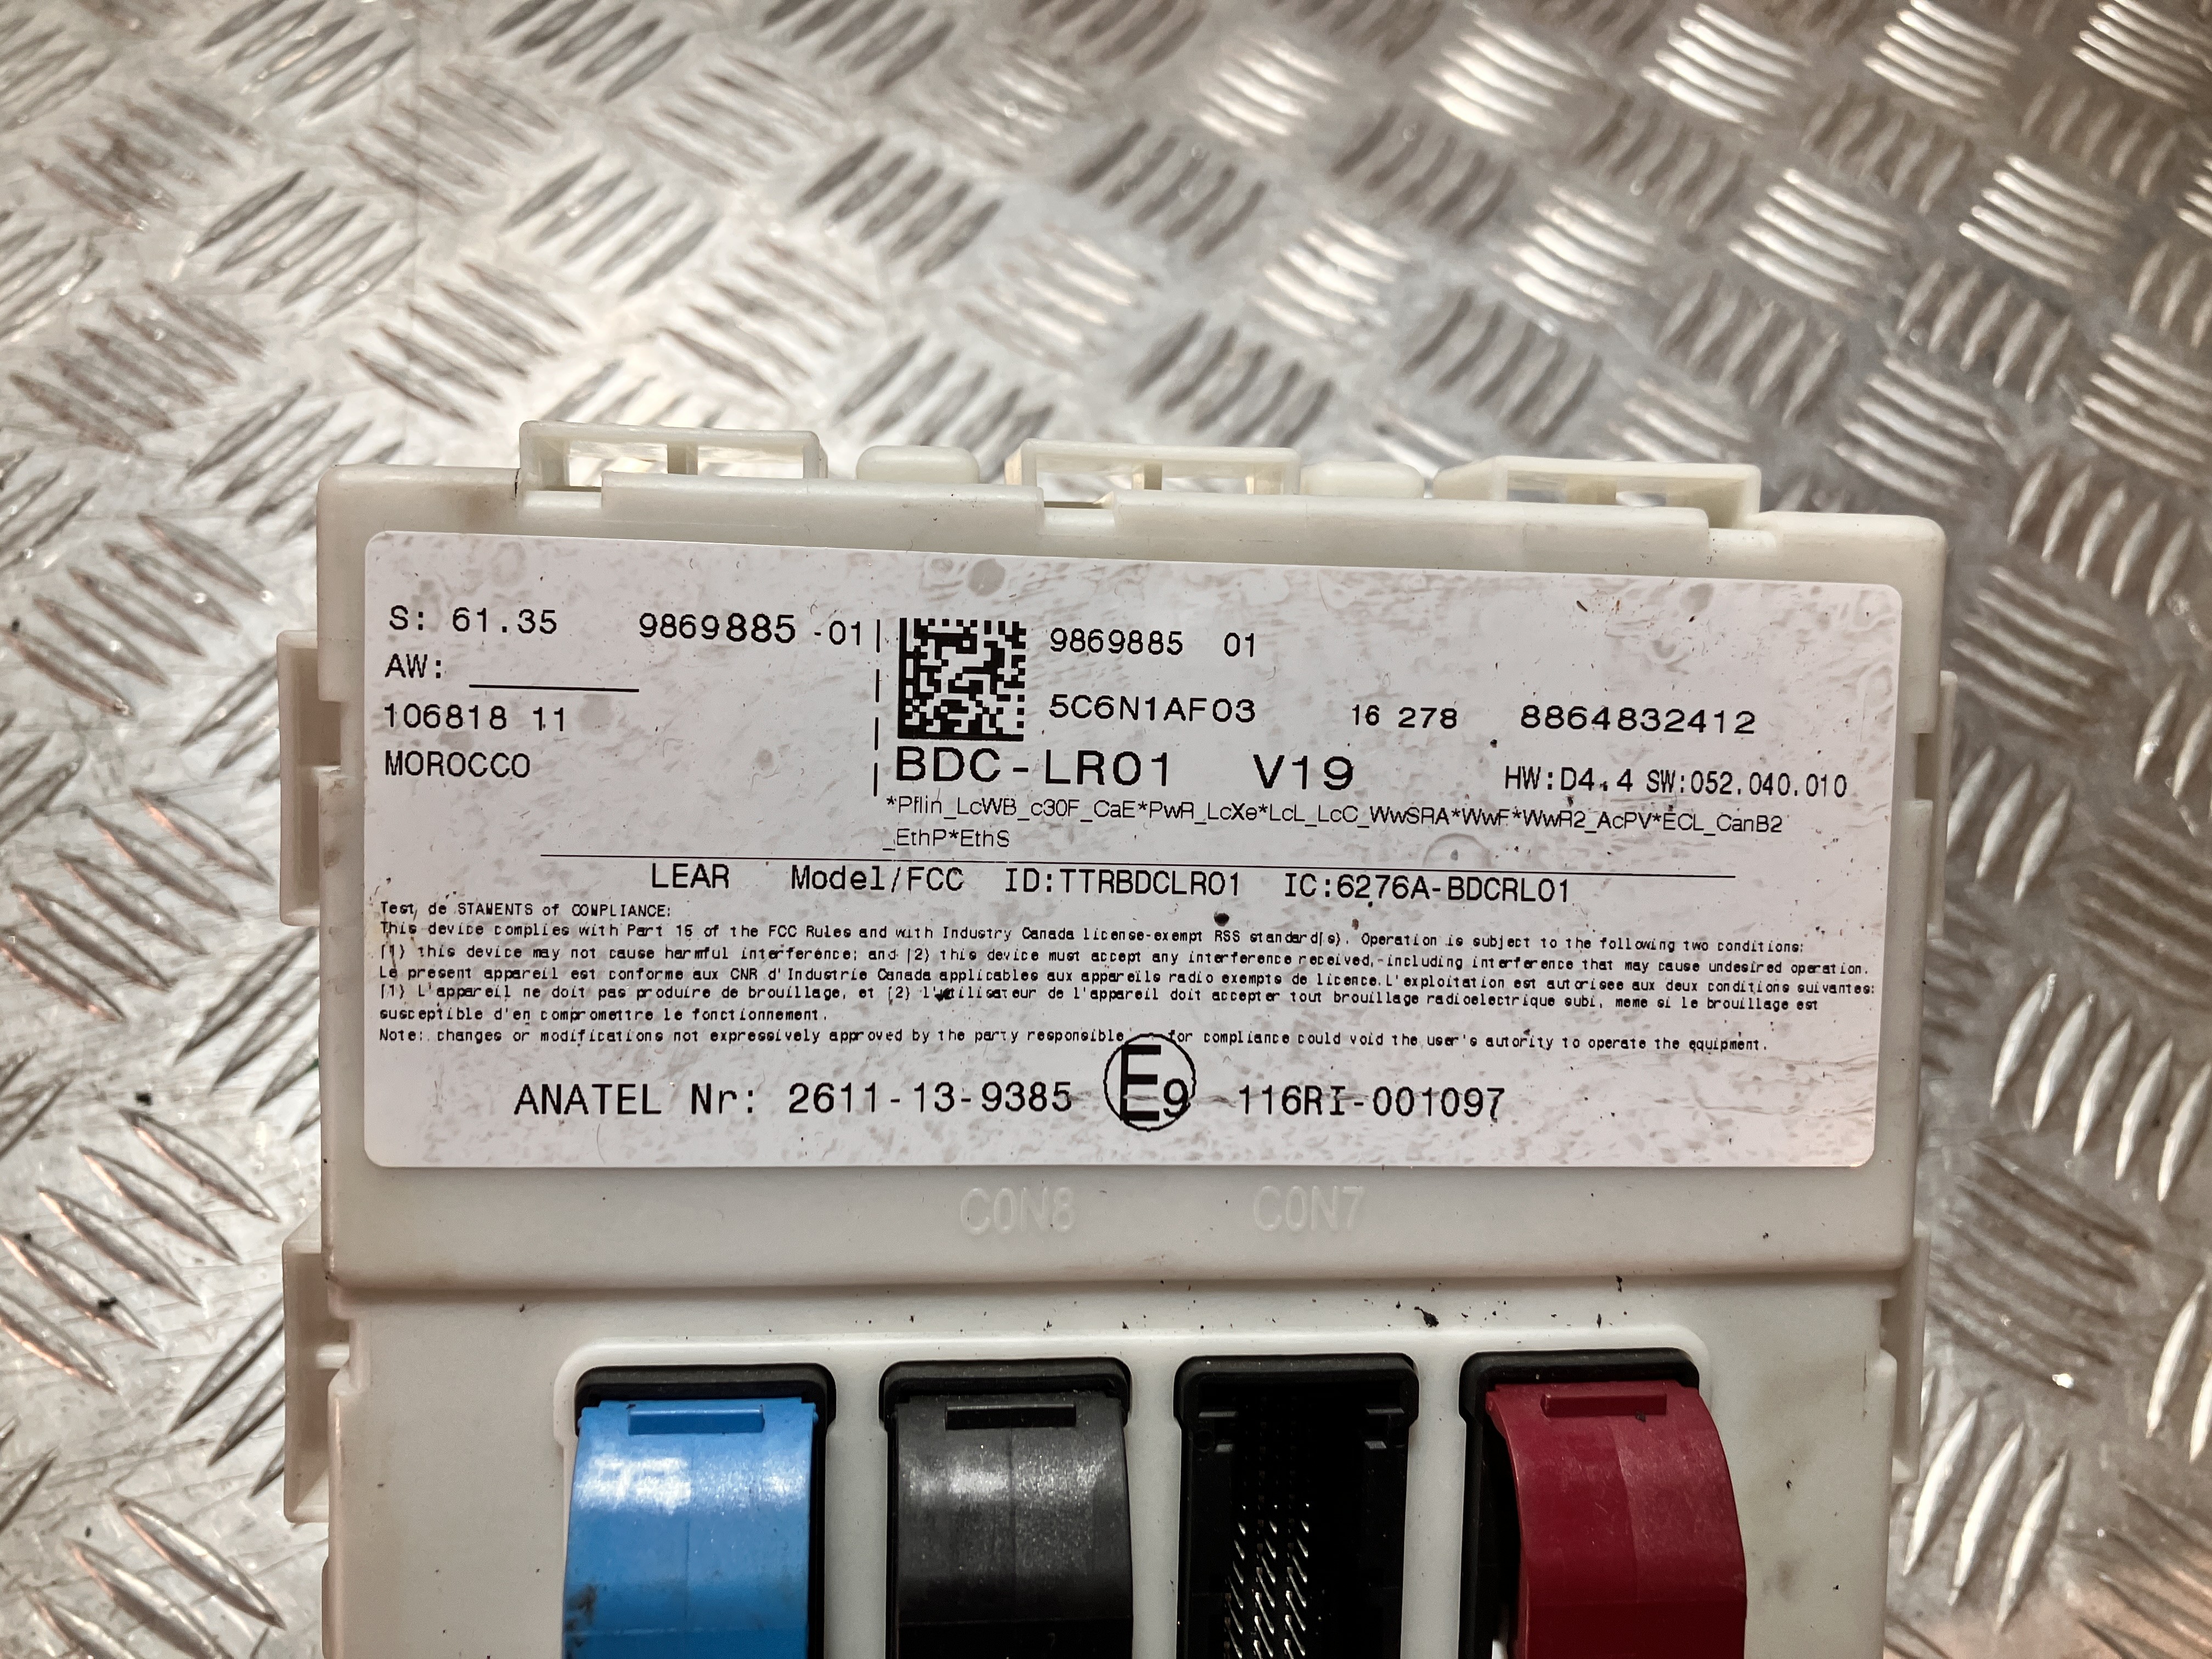 S: 61.35 9869885 -01
AW:
106818 11
MOROCCO
9869885 01
5C6N1AF03 16 278 8864832412
BDC-LR01 V19 HW:D4.4 SW:052.040.010
*Pflin_LcWB_c30F_CaE*PwR_LcXe*LcL_LcC_WwSRA*WwF*WwR2_AcPV*ECL_CanB2
_EthP*EthS
LEAR Model/FCC ID:TTRBDCLR01 IC:6276A-BDCRL01
Test, de STAWENTS of COMPLIANCE:
This device complies with Part 15 of the FCC Rules and with Industry Canada license-exempt RSS standard(s). Operation is subject to the following two conditions:
(1) this device may not cause harmful interference; and (2) this device must accept any interference received, including interference that may cause undesired operation.
Le present appareil est conforme aux CNR d'Industrie Canada applicables aux appareils radio exempts de licence.L'exploitation est autorisee aux deux conditions suivantes:
(1) L'appareil ne doit pas produire de brouillage, et (2) l'utilisateur de l'appareil doit accepter tout brouillage radioelectrique subi, meme si le brouillage est
susceptible d'en compromettre le fonctionnement.
Note: changes or modifications not expressively approved by the party responsible for compliance could void the user's autority to operate the equipment.
ANATEL Nr: 2611-13-9385 E9 116RI-001097
CON8 CON7